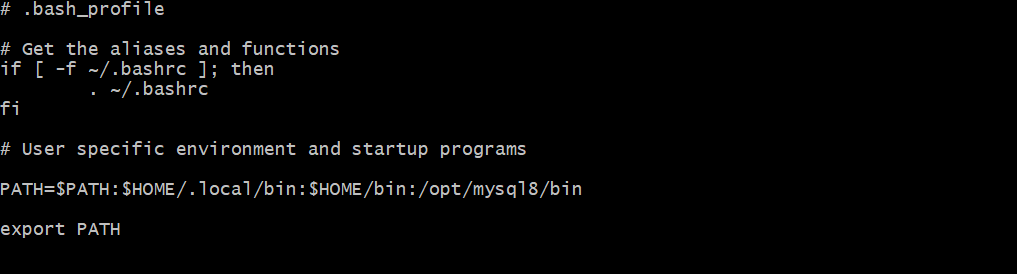 # .bash_profile
# Get the aliases and functions
if [ -f ~/.bashrc ]; then
        . ~/.bashrc
fi
# User specific environment and startup programs
PATH=$PATH:$HOME/.local/bin:$HOME/bin:/opt/mysql8/bin
export PATH